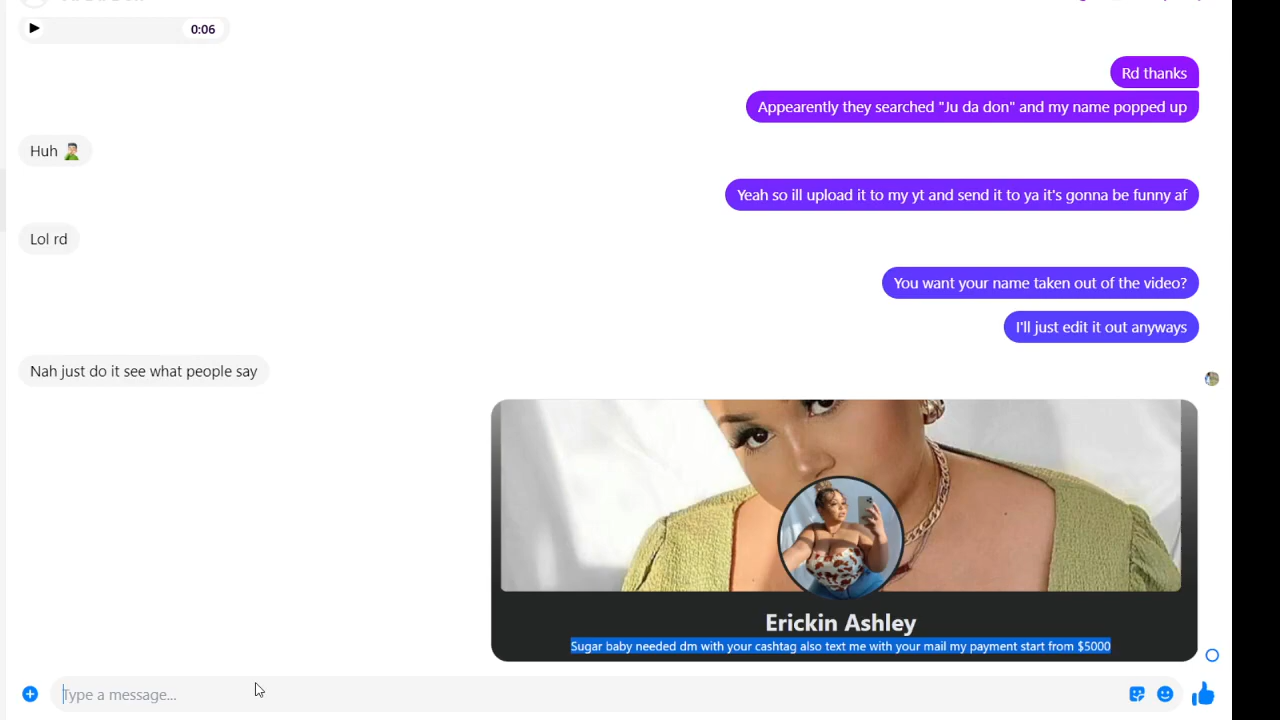 0:06
Rd thanks
Appearently they searched "Ju da don" and my name popped up
Huh
Yeah so ill upload it to my yt and send it to ya it's gonna be funny af
Lol rd
You want your name taken out of the video?
I'll just edit it out anyways
Nah just do it see what people say
Erickin Ashley
Sugar baby needed dm with your cashtag also text me with your mail my payment start from $5000
Type a message...